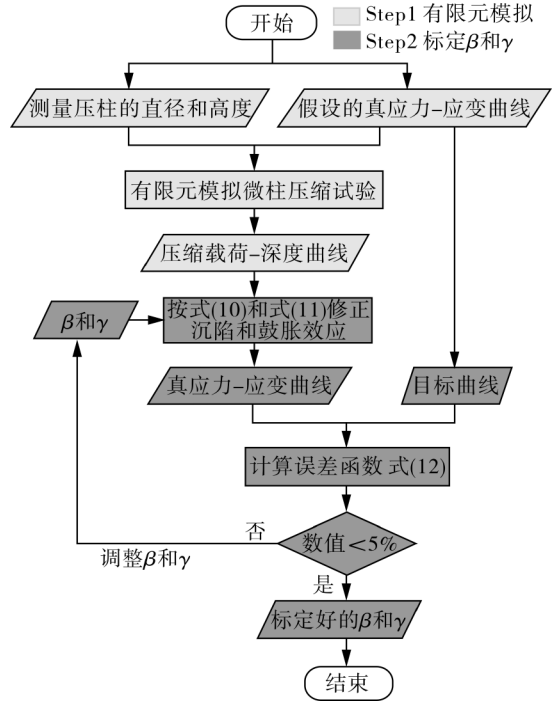 开始
Step1 有限元模拟
Step2 标定β和γ
测量压柱的直径和高度
假设的真应力-应变曲线
有限元模拟微柱压缩试验
压缩载荷-深度曲线
β和γ
按式(10)和式(11)修正
沉陷和鼓胀效应
真应力-应变曲线
目标曲线
计算误差函数 式(12)
否
数值<5%
调整β和γ
是
标定好的β和γ
结束